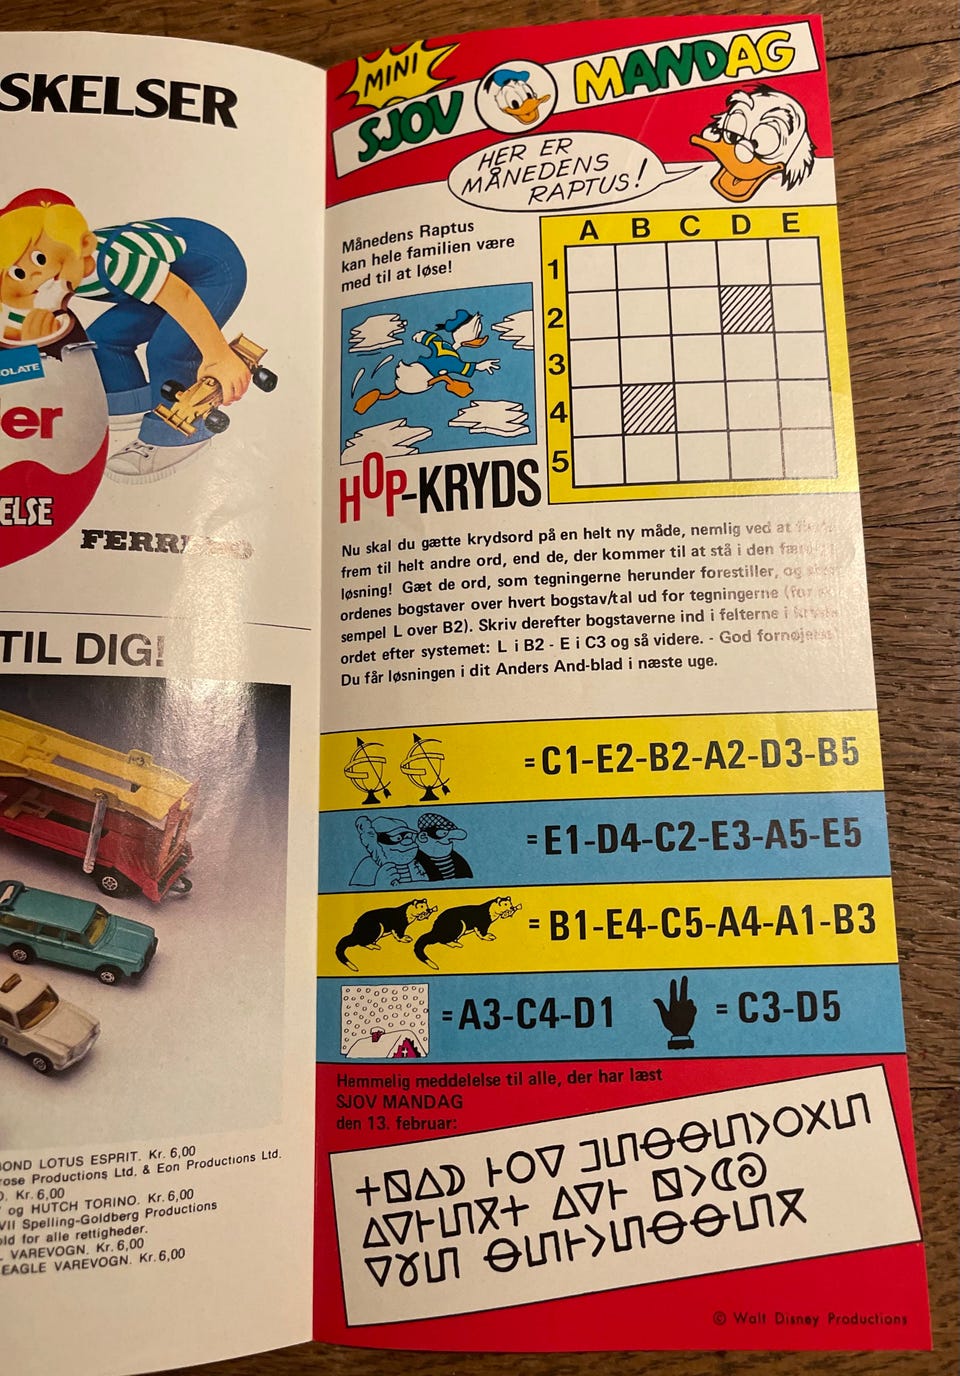 SKELSER
OLATE
er
ELSE
TIL DIG!
BOND LOTUS ESPRIT. Kr. 6,00
rose Productions Ltd. & Eon Productions Ltd.
Kr. 6,00
og HUTCH TORINO. Kr. 6,00
VII Spelling-Goldberg Productions
old for alle rettigheder.
VAREVOGN. Kr. 6,00
EAGLE VAREVOGN. Kr. 6,00
MINI
SJOV MANDAG
HER ER
MÅNEDENS
RAPTUS!
Månedens Raptus
kan hele familien være
med til at løse!
A B C D E
1
2
3
4
5
HOP-KRYDS
Nu skal du gætte krydsord på en helt ny måde, nemlig ved at
frem til helt andre ord, end de, der kommer til at stå i den
løsning! Gæt de ord, som tegningerne herunder forestiller, og
ordenes bogstaver over hvert bogstav/tal ud for tegningerne
sempel L over B2). Skriv derefter bogstaverne ind i felterne i
ordet efter systemet: L i B2 - E i C3 og så videre. - God
Du får løsningen i dit Anders And-blad i næste uge.
= C1-E2-B2-A2-D3-B5
= E1-D4-C2-E3-A5-E5
= B1-E4-C5-A4-A1-B3
= A3-C4-D1 = C3-D5
Hemmelig meddelelse til alle, der har læst
SJOV MANDAG
den 13. februar:
© Walt Disney Productions